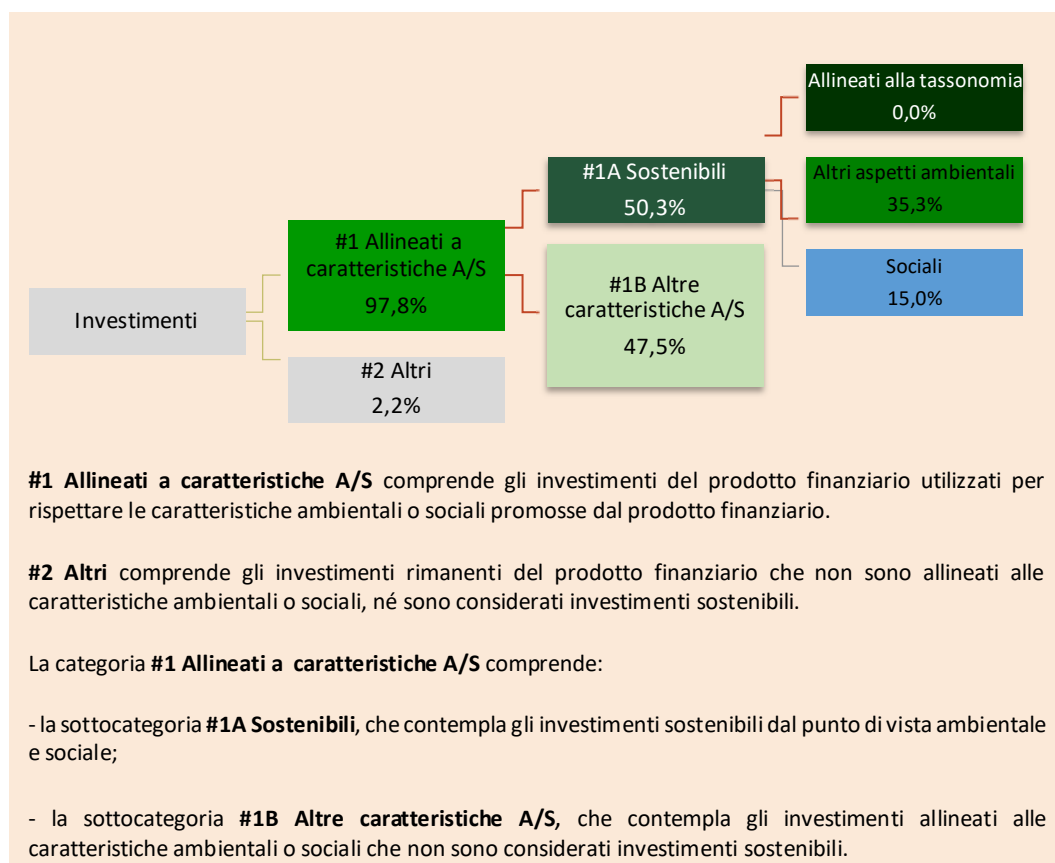 Allineati alla tassonomia
0,0%
#1A Sostenibili
50,3%
Altri aspetti ambientali
35,3%
#1 Allineati a
caratteristiche A/S
97,8%
Sociali
15,0%
#1B Altre
caratteristiche A/S
47,5%
Investimenti
#2 Altri
2,2%
#1 Allineati a caratteristiche A/S comprende gli investimenti del prodotto finanziario utilizzati per
rispettare le caratteristiche ambientali o sociali promosse dal prodotto finanziario.
#2 Altri comprende gli investimenti rimanenti del prodotto finanziario che non sono allineati alle
caratteristiche ambientali o sociali, né sono considerati investimenti sostenibili.
La categoria #1 Allineati a caratteristiche A/S comprende:
- la sottocategoria #1A Sostenibili, che contempla gli investimenti sostenibili dal punto di vista ambientale
e sociale;
- la sottocategoria #1B Altre caratteristiche A/S, che contempla gli investimenti allineati alle
caratteristiche ambientali o sociali che non sono considerati investimenti sostenibili.